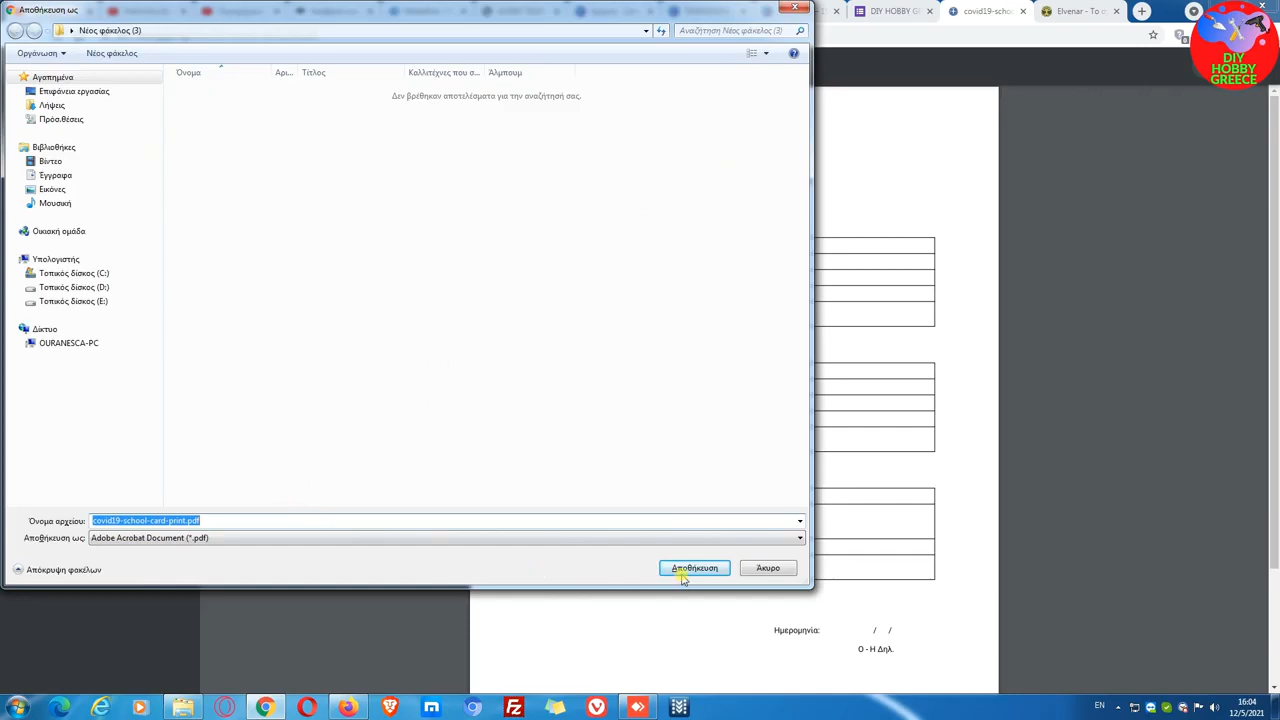 Αποθήκευση ως
Νέος φάκελος (3)
Αναζήτηση Νέος φάκελος (3)
Οργάνωση
Νέος φάκελος
Αγαπημένα
Επιφάνεια εργασίας
Λήψεις
Πρόσ.θέσεις
Βιβλιοθήκες
Βίντεο
Έγγραφα
Εικόνες
Μουσική
Οικιακή ομάδα
Υπολογιστής
Τοπικός δίσκος (C:)
Τοπικός δίσκος (D:)
Τοπικός δίσκος (E:)
Δίκτυο
OURANESCA-PC
Όνομα Αρι... Τίτλος Καλλιτέχνες που σ... Άλμπουμ
Δεν βρέθηκαν αποτελέσματα για την αναζήτησή σας.
Όνομα αρχείου: covid19-school-card-print.pdf
Αποθήκευση ως: Adobe Acrobat Document (*.pdf)
Απόκρυψη φακέλων
Αποθήκευση
Άκυρο
DIY HOBBY G
covid19-scho
Elvenar - Το σ
DIY
HOBBY
GREECE
Ημερομηνία: / /
Ο - Η Δηλ.
EN
16:04
12/5/2021